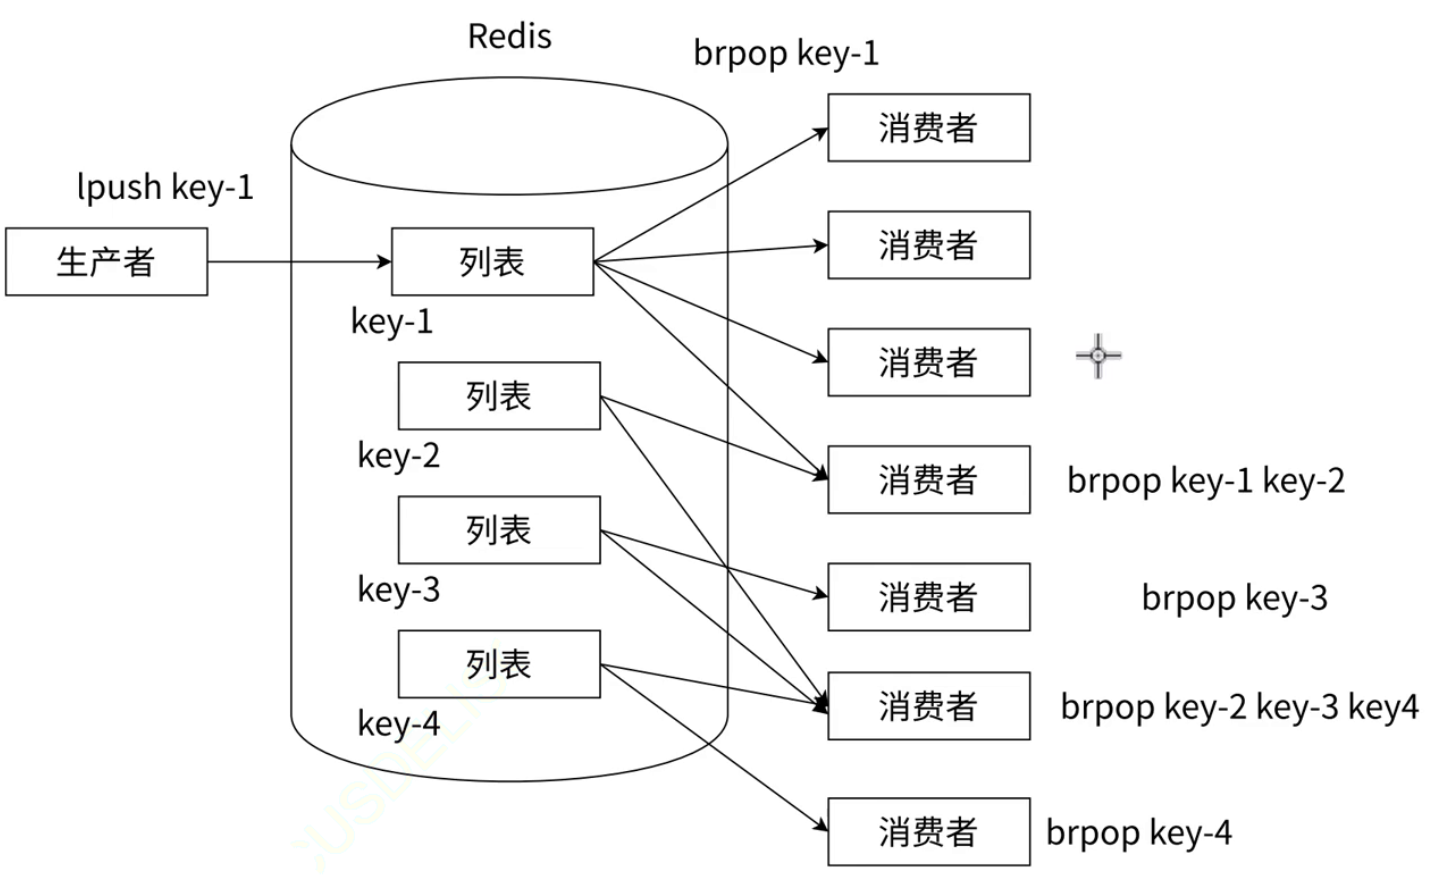 Redis
brpop key-1
消费者
lpush key-1
消费者
生产者
列表
key-1
消费者
列表
key-2
消费者
brpop key-1 key-2
列表
key-3
消费者
brpop key-3
列表
key-4
消费者
brpop key-2 key-3 key4
消费者
brpop key-4